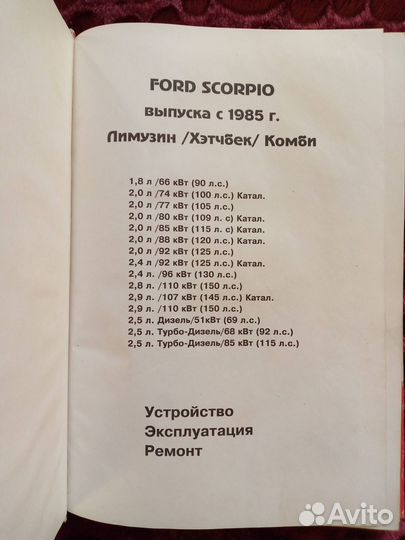 FORD SCORPIO
выпуска с 1985 г.
Лимузин /Хэтчбек/ Комби
1,8 л /66 кВт (90 л.с.)
2,0 л /74 кВт (100 л.с.) Катал.
2,0 л /77 кВт (105 л.с.)
2,0 л /80 кВт (109 л. с) Катал.
2,0 л /85 кВт (115 л. с) Катал.
2,0 л /88 кВт (120 л.с.) Катал.
2,0 л /92 кВт (125 л.с.)
2,4 л /92 кВт (125 л.с.) Катал.
2,4 л. /96 кВт (130 л.с.)
2,8 л. /110 кВт (150 л.с.)
2,9 л. /107 кВт (145 л.с.) Катал.
2,9 л. /110 кВт (150 л.с.)
2,5 л. Дизель/51кВт (69 л.с.)
2,5 л. Турбо-Дизель/68 кВт (92 л.с.)
2,5 л. Турбо-Дизель/85 кВт (115 л.с.)
Устройство
Эксплуатация
Ремонт
Avito